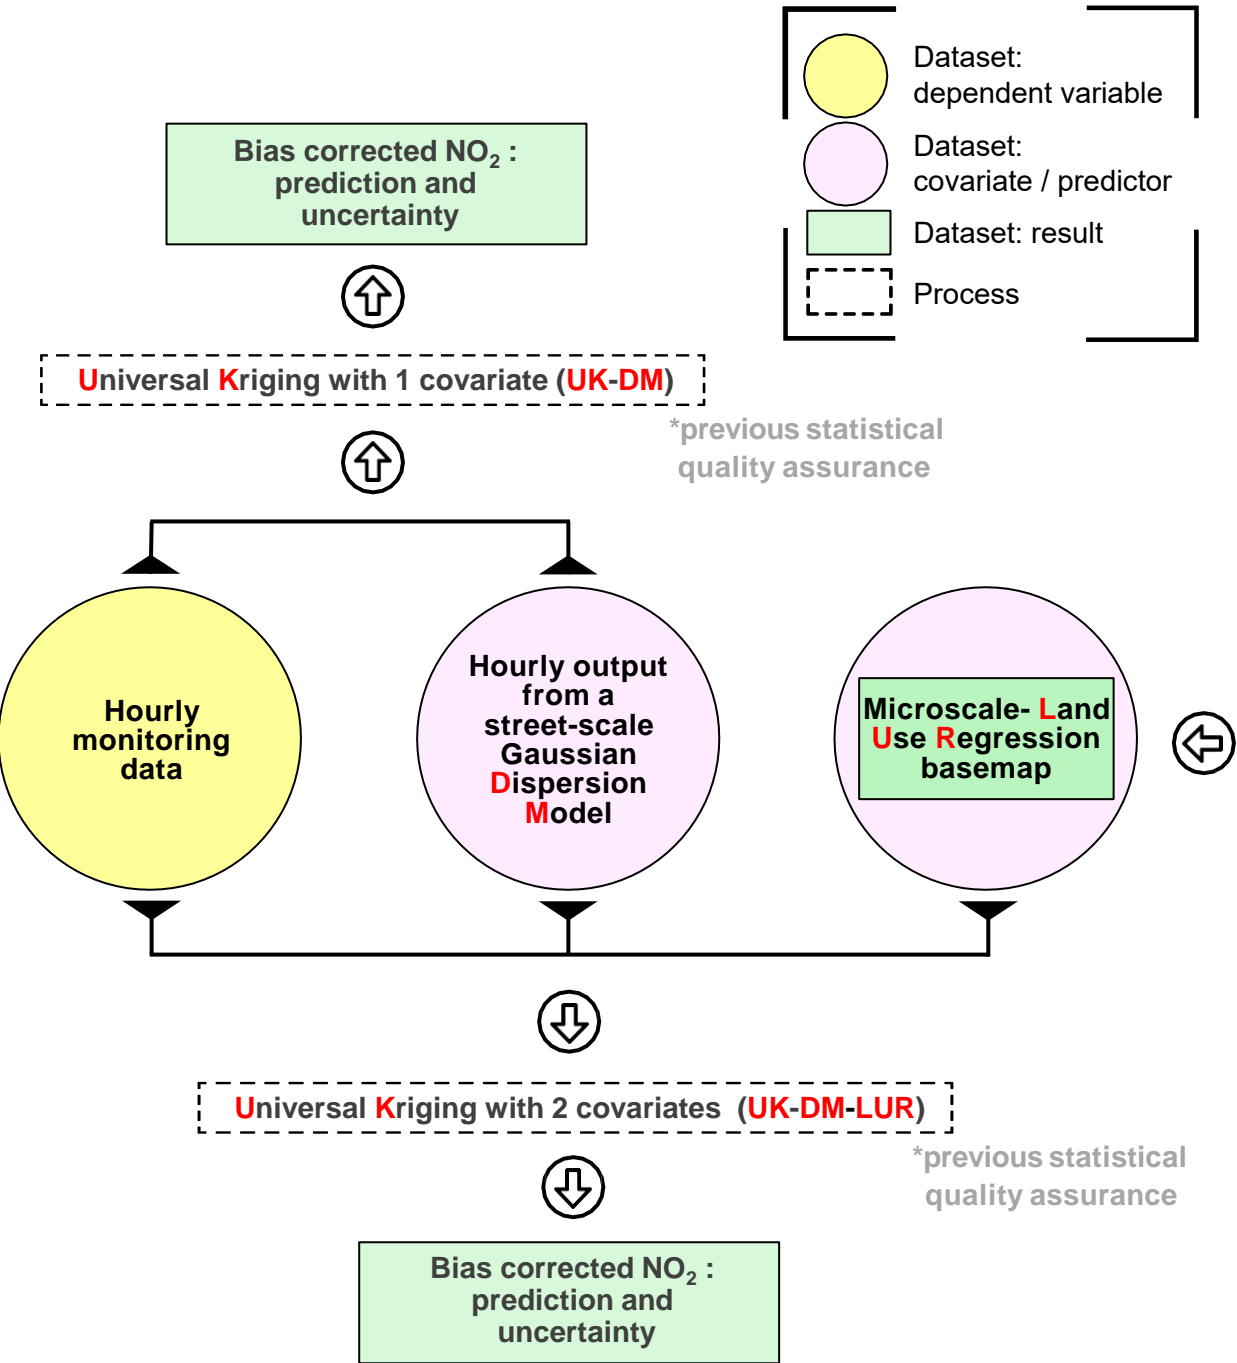 Dataset:
dependent variable
Dataset:
covariate / predictor
Dataset: result
Process
Bias corrected NO₂ :
prediction and
uncertainty
Universal Kriging with 1 covariate (UK-DM)
*previous statistical
quality assurance
Hourly
monitoring
data
Hourly output
from a
street-scale
Gaussian
Dispersion
Model
Microscale- Land
Use Regression
basemap
Universal Kriging with 2 covariates (UK-DM-LUR)
*previous statistical
quality assurance
Bias corrected NO₂ :
prediction and
uncertainty